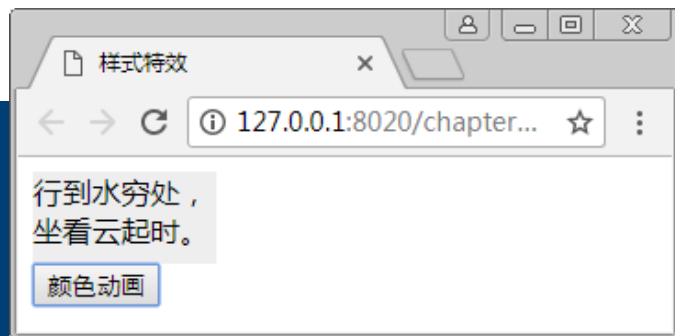 样式特效
127.0.0.1:8020/chapter...
行到水穷处，
坐看云起时。
颜色动画